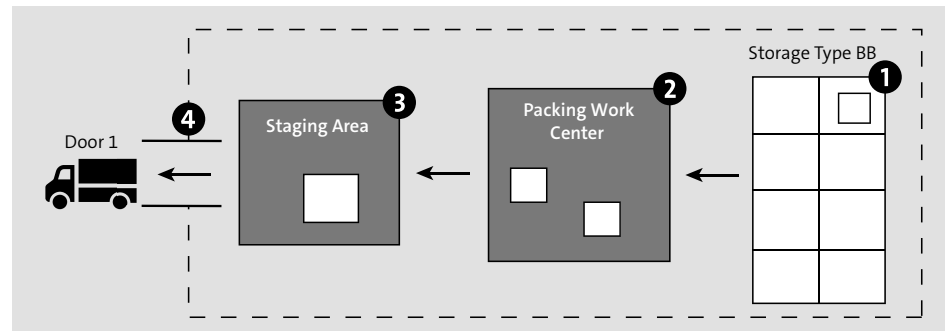 Storage Type BB
1
2
Packing Work
Center
3
Staging Area
4
Door 1